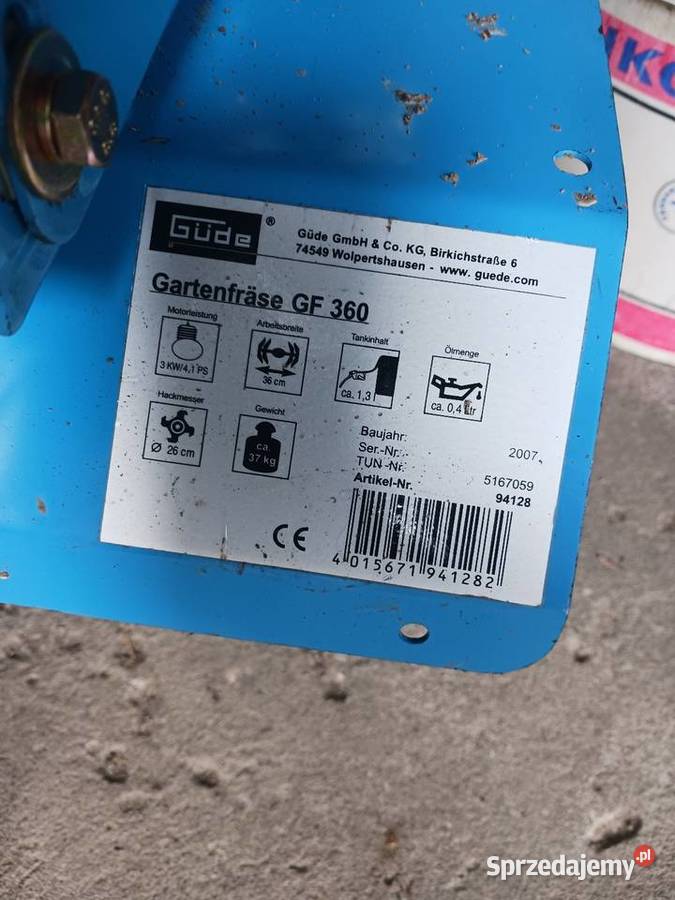 Güde®
Güde GmbH & Co. KG, Birkichstraße 6
74549 Wolpertshausen - www. guede.com
Gartenfräse GF 360
Motorleistung
3 KW/4,1 PS
Arbeitsbreite
36 cm
Tankinhalt
ca. 1,3 l
Ölmenge
ca. 0,4 ltr
Hackmesser
Ø 26 cm
Gewicht
ca.
37 kg
Baujahr: 2007
Ser.-Nr.:
TUN -Nr. 5167059
Artikel-Nr. 94128
CE
4 015671 941282
Sprzedajemy.pl